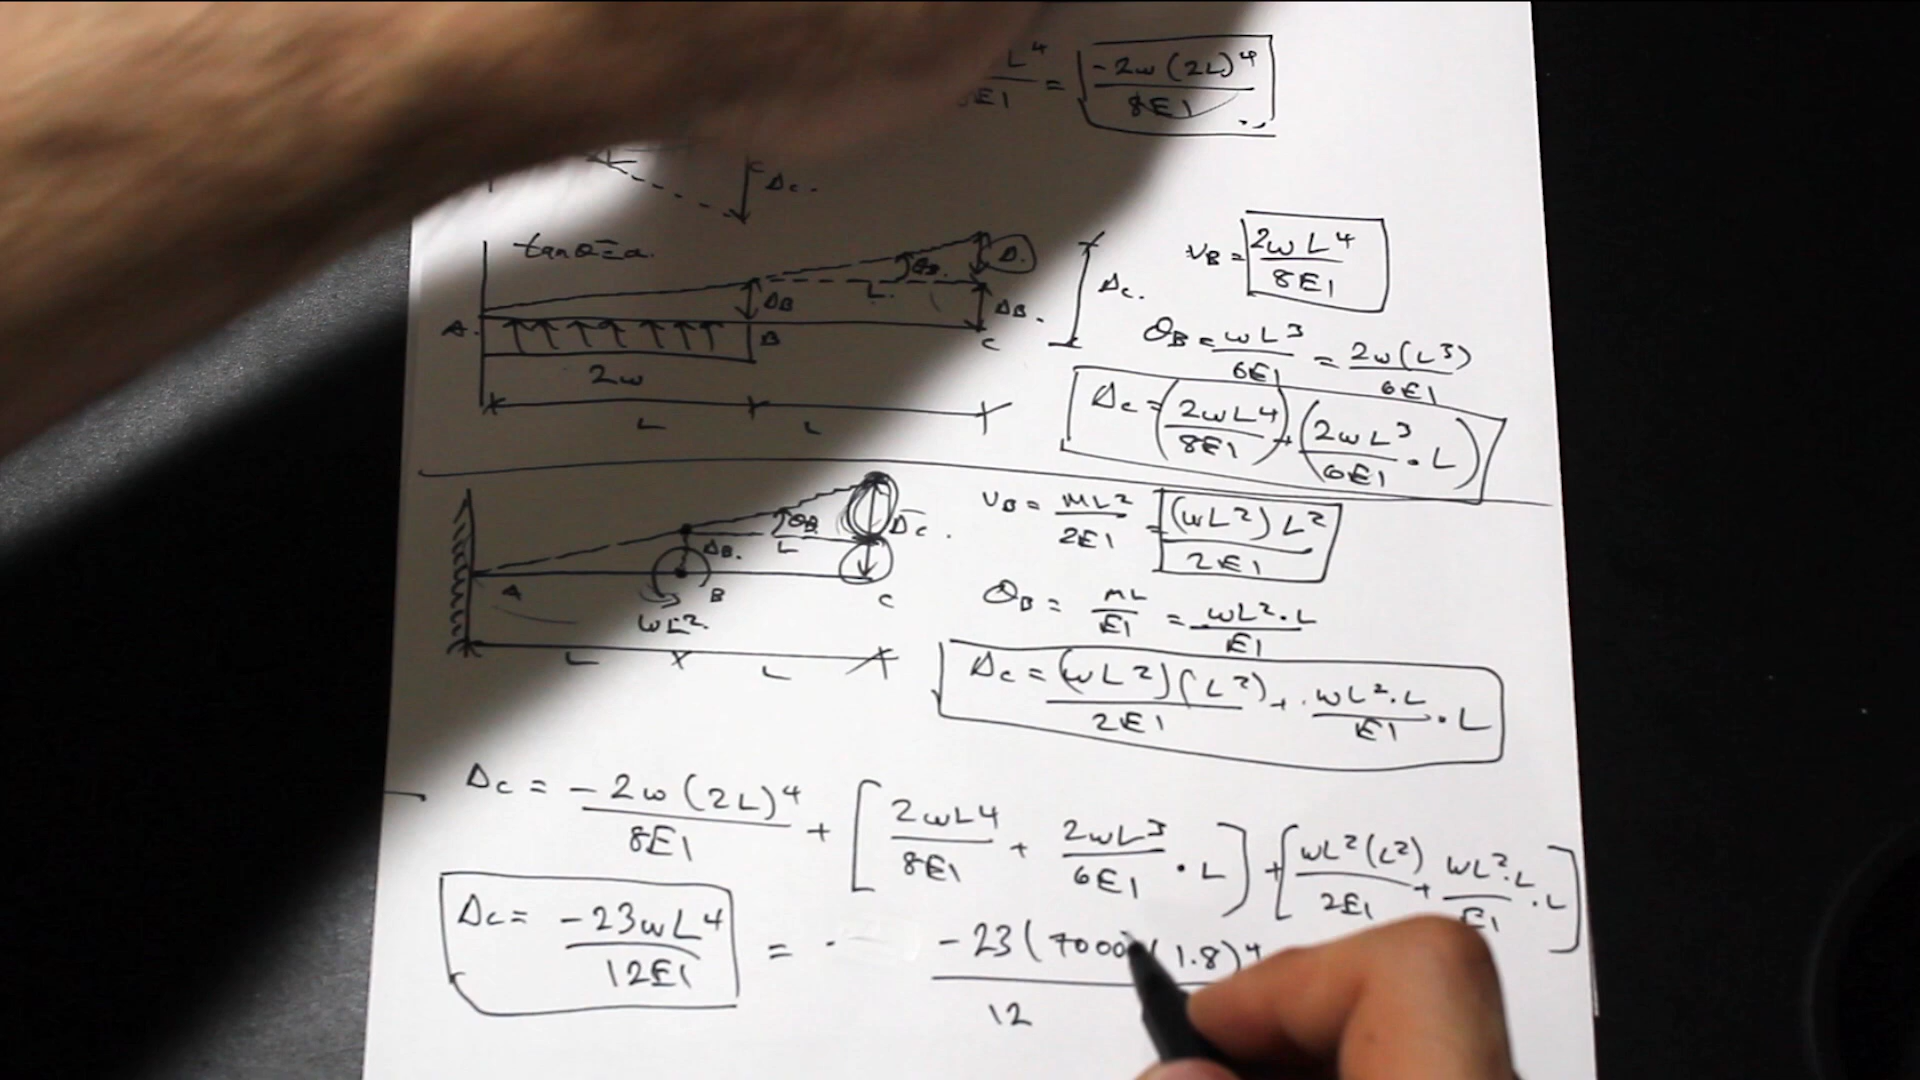 L⁴/EI = -2w(2L)⁴/8EI
C
Δc.
tanθ=a.
θB.
Δ.
L.
ΔB
ΔB.
Δc.
A.
B
C
2w
L
L
vB = 2wL⁴/8EI
θB = wL³/6EI = 2w(L³)/6EI
Δc = (2wL⁴/8EI) + (2wL³/6EI · L)
θB
ΔB.
L
Δc.
A
B
C
wL².
L
L
vB = ML²/2EI = (wL²)L²/2EI
θB = ML/EI = wL²·L/EI
Δc = (wL²)(L²)/2EI + wL²·L/EI · L
Δc = -2w(2L)⁴/8EI + [2wL⁴/8EI + 2wL³/6EI · L] + [wL²(L²)/2EI + wL²·L/EI · L]
Δc = -23wL⁴/12EI = -23(7000)(1.8)⁴/12